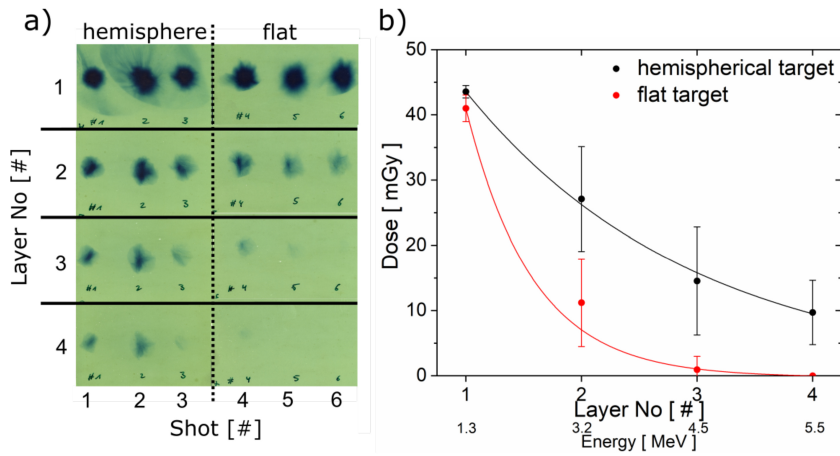 a)
hemisphere flat
Layer No [#]
1
#1 2 3 #4 5 6
2
#1 2 3 #4 5 6
3
#1 2 3 # 4 5 6
4
#1 2 3 # 4 5 6
1 2 3 4 5 6
Shot [#]
b)
hemispherical target
flat target
Dose [ mGy ]
50
40
30
20
10
0
1 2 3 4
Layer No [#]
1.3 3.2 4.5 5.5
Energy [ MeV ]